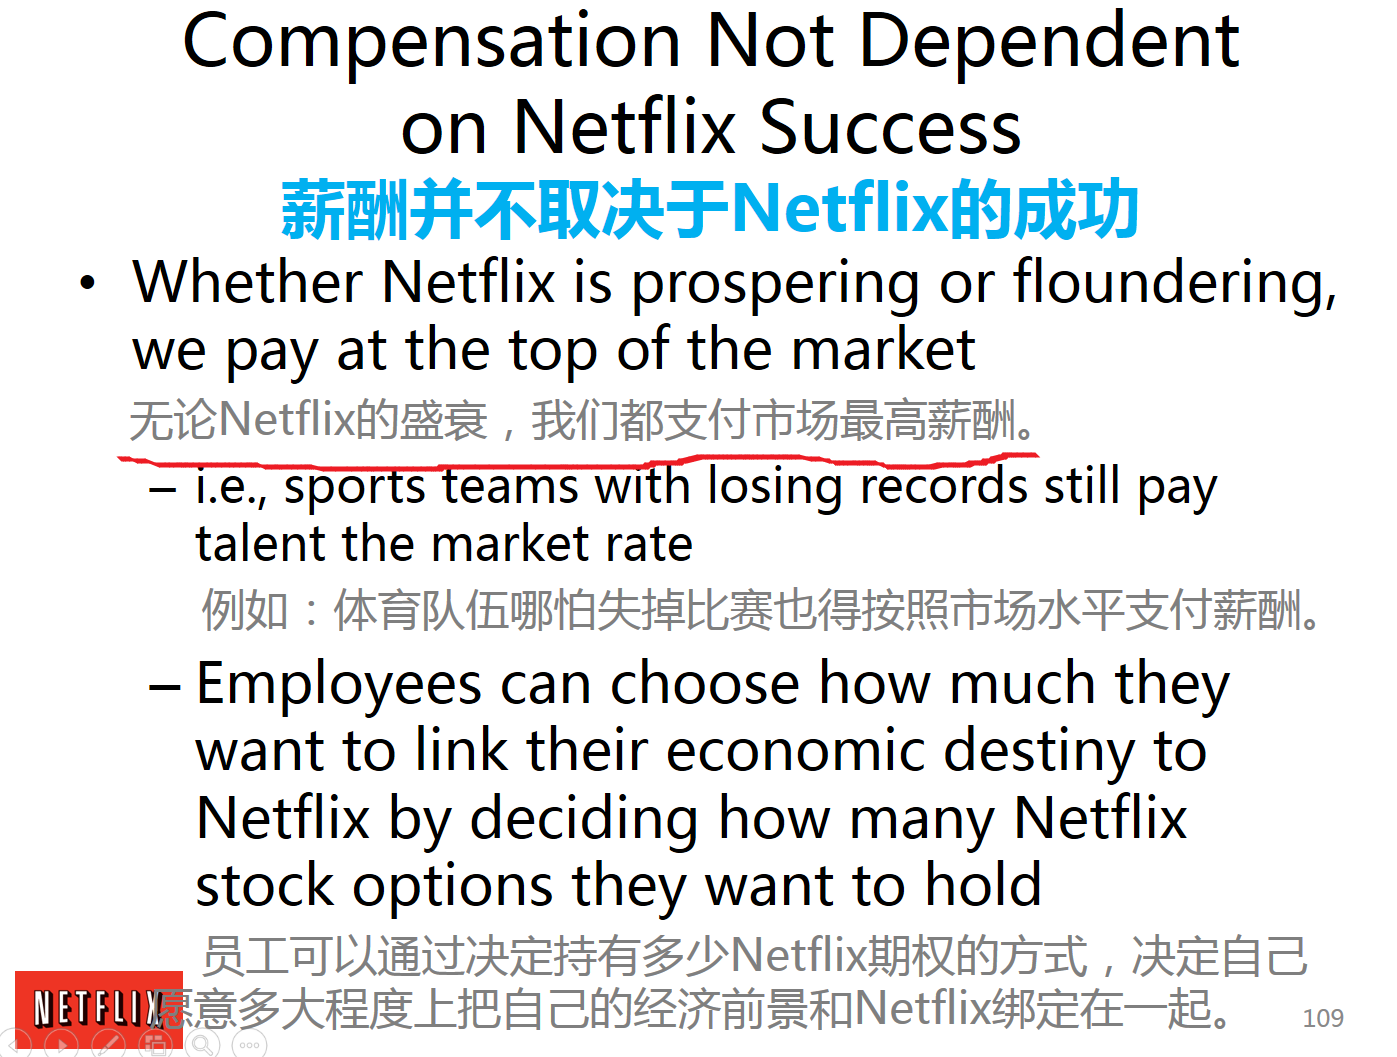 Compensation Not Dependent
on Netflix Success
薪酬并不取决于Netflix的成功
• Whether Netflix is prospering or floundering,
we pay at the top of the market
无论Netflix的盛衰，我们都支付市场最高薪酬。
– i.e., sports teams with losing records still pay
talent the market rate
例如：体育队伍哪怕失掉比赛也得按照市场水平支付薪酬。
– Employees can choose how much they
want to link their economic destiny to
Netflix by deciding how many Netflix
stock options they want to hold
员工可以通过决定持有多少Netflix期权的方式，决定自己
愿意多大程度上把自己的经济前景和Netflix绑定在一起。
NETFLIX
109